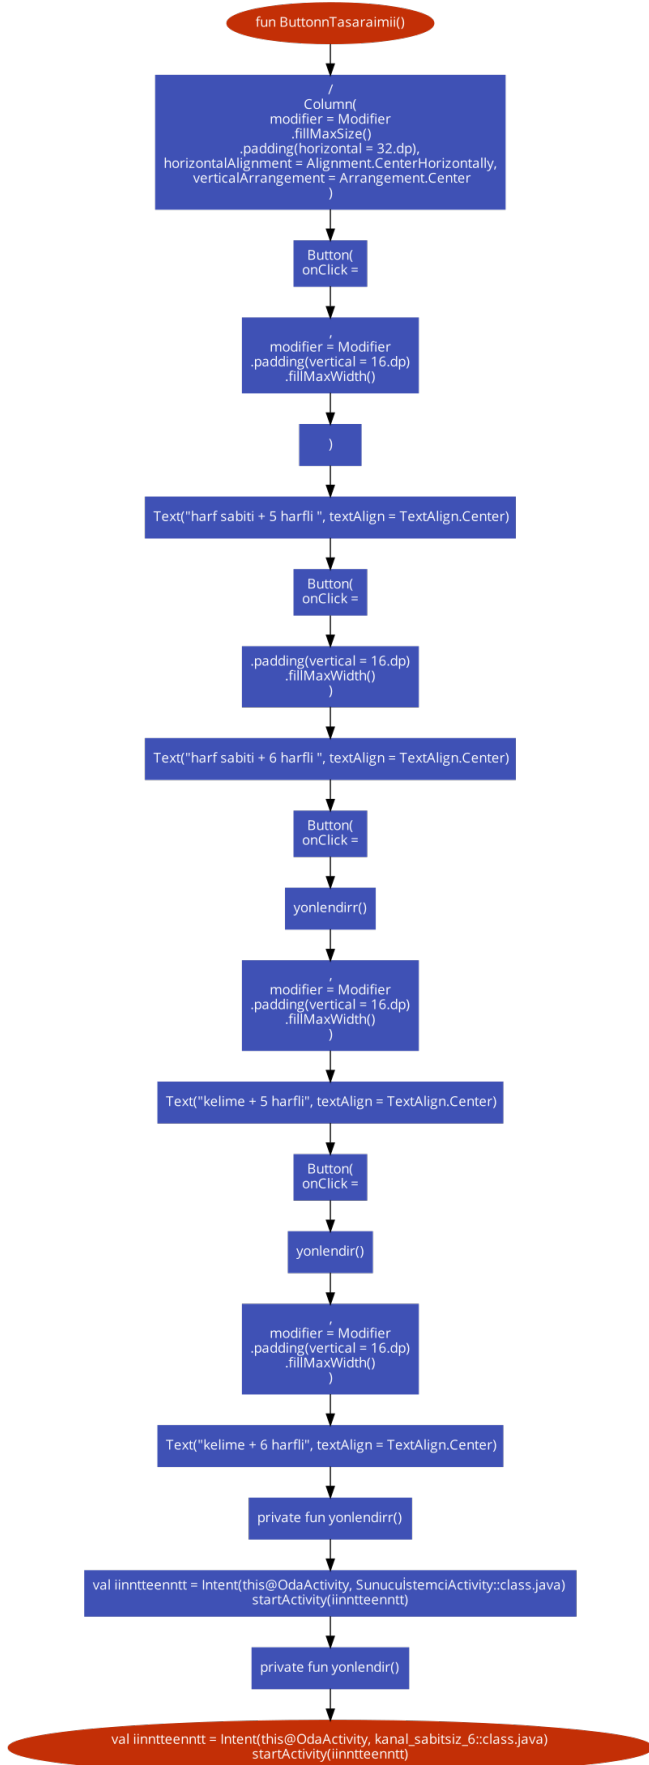 fun ButtonnTasaraimii()
/
Column(
modifier = Modifier
.fillMaxSize()
.padding(horizontal = 32.dp),
horizontalAlignment = Alignment.CenterHorizontally,
verticalArrangement = Arrangement.Center
)
Button(
onClick =
,
modifier = Modifier
.padding(vertical = 16.dp)
.fillMaxWidth()
)
Text("harf sabiti + 5 harfli ", textAlign = TextAlign.Center)
Button(
onClick =
.padding(vertical = 16.dp)
.fillMaxWidth()
)
Text("harf sabiti + 6 harfli ", textAlign = TextAlign.Center)
Button(
onClick =
yonlendirr()
,
modifier = Modifier
.padding(vertical = 16.dp)
.fillMaxWidth()
)
Text("kelime + 5 harfli", textAlign = TextAlign.Center)
Button(
onClick =
yonlendir()
,
modifier = Modifier
.padding(vertical = 16.dp)
.fillMaxWidth()
)
Text("kelime + 6 harfli", textAlign = TextAlign.Center)
private fun yonlendirr()
val iinntteenntt = Intent(this@OdaActivity, SunucuİstemciActivity::class.java)
startActivity(iinntteenntt)
private fun yonlendir()
val iinntteenntt = Intent(this@OdaActivity, kanal_sabitsiz_6::class.java)
startActivity(iinntteenntt)